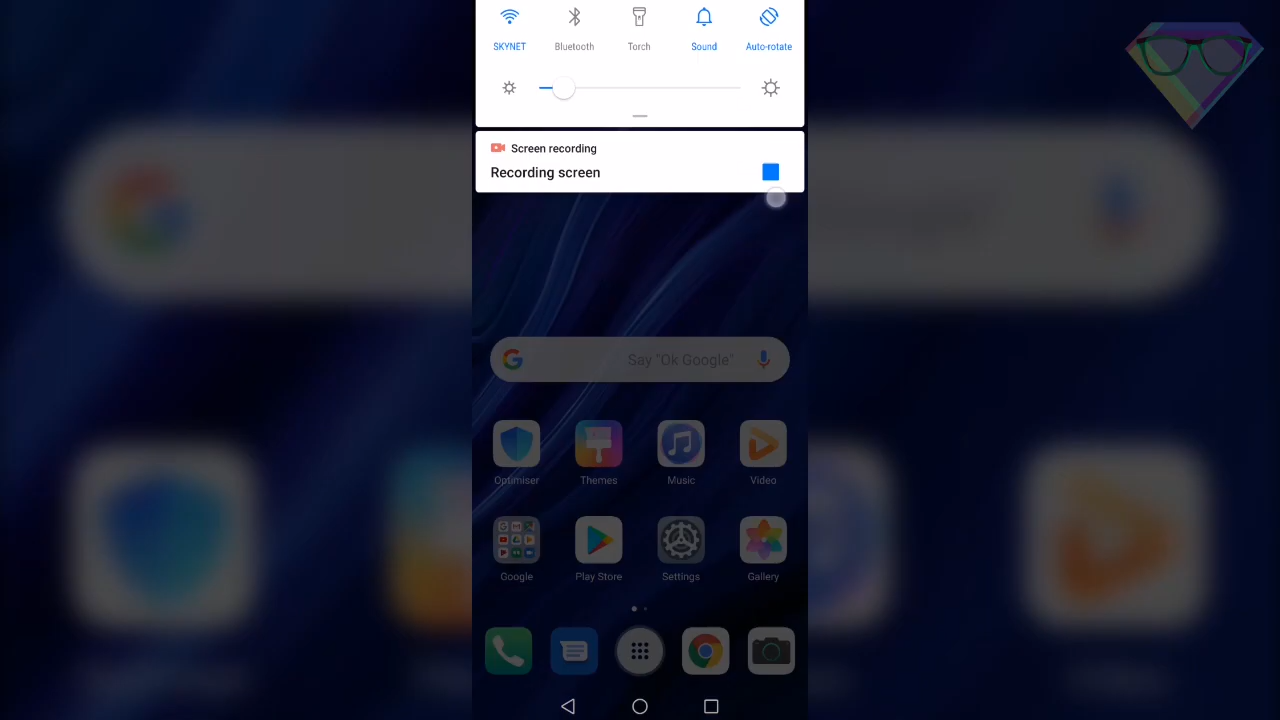 SKYNET Bluetooth Torch Sound Auto-rotate
Screen recording
Recording screen
Say "Ok Google"
Optimiser Themes Music Video
Google Play Store Settings Gallery